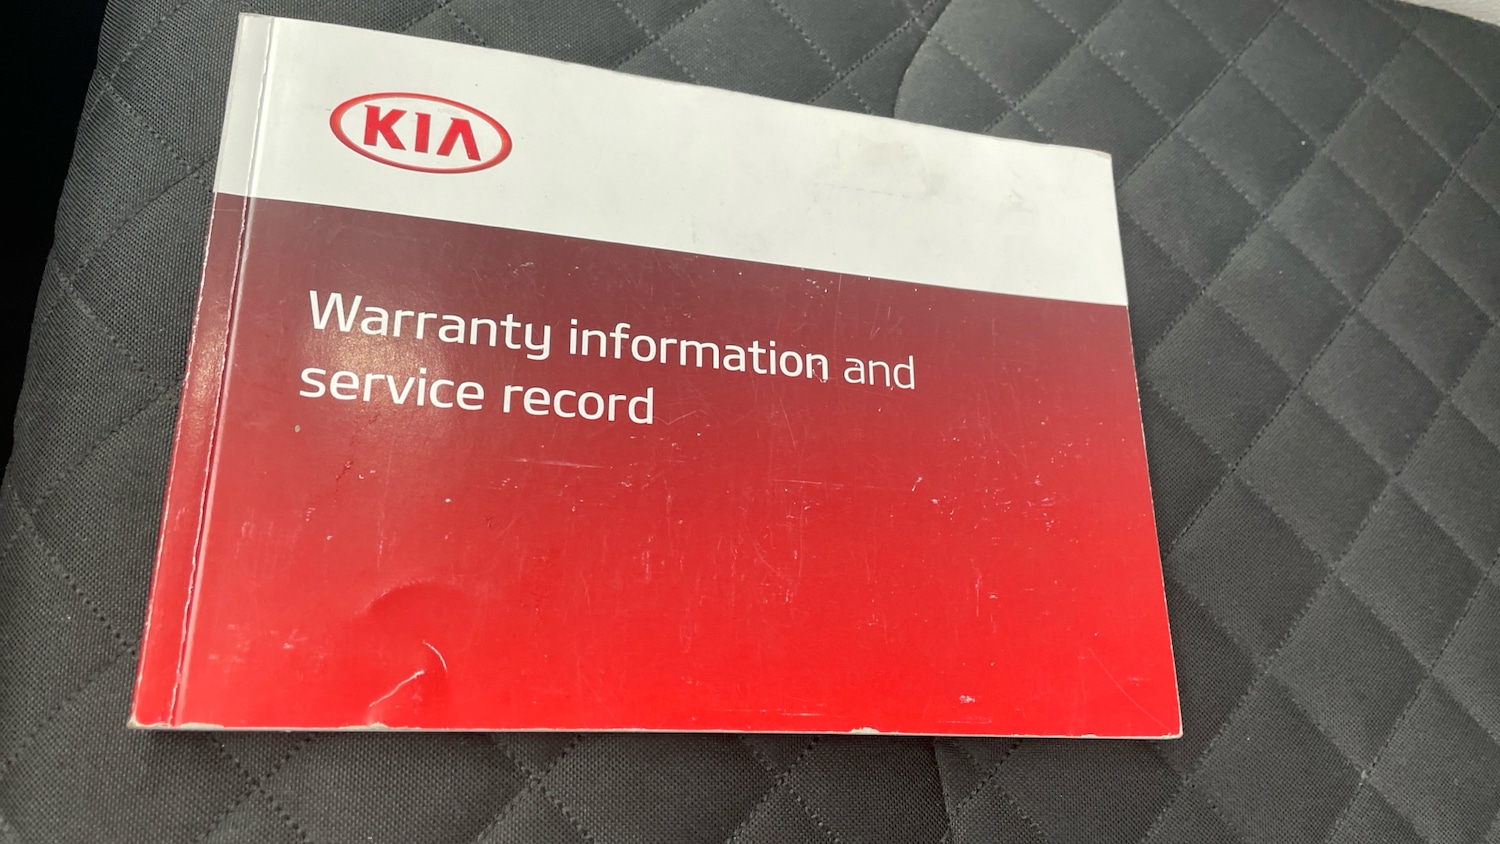 KIA
Warranty information and
service record